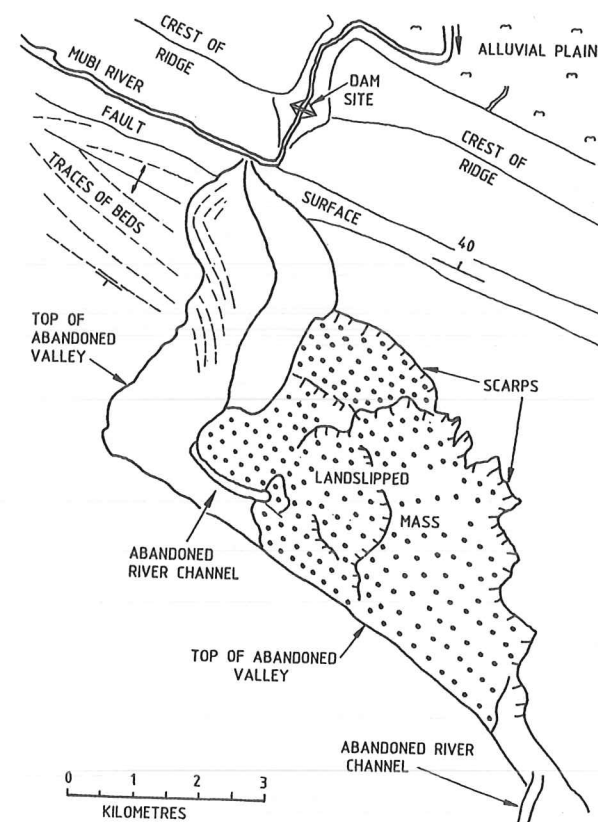 CREST OF
RIDGE
ALLUVIAL PLAIN
MUBI RIVER
DAM
SITE
FAULT
CREST OF
RIDGE
TRACES OF BEDS
SURFACE
40
TOP OF
ABANDONED
VALLEY
SCARPS
LANDSLIPPED
MASS
ABANDONED
RIVER CHANNEL
TOP OF ABANDONED
VALLEY
ABANDONED RIVER
CHANNEL
0 1 2 3
KILOMETRES